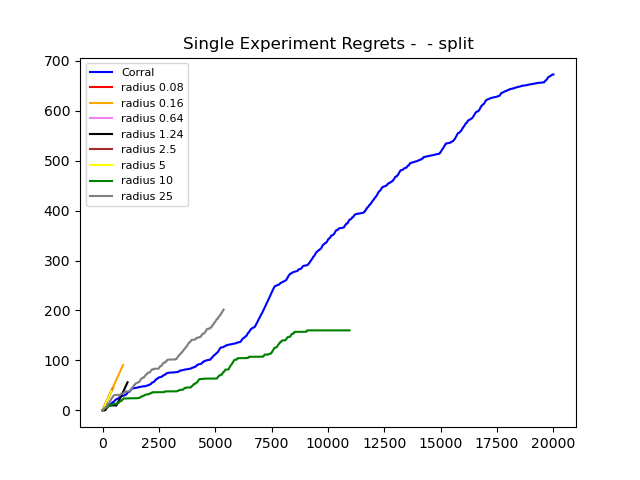 Single Experiment Regrets -  - split
700
600
500
400
300
200
100
0
Corral
radius 0.08
radius 0.16
radius 0.64
radius 1.24
radius 2.5
radius 5
radius 10
radius 25
0 2500 5000 7500 10000 12500 15000 17500 20000